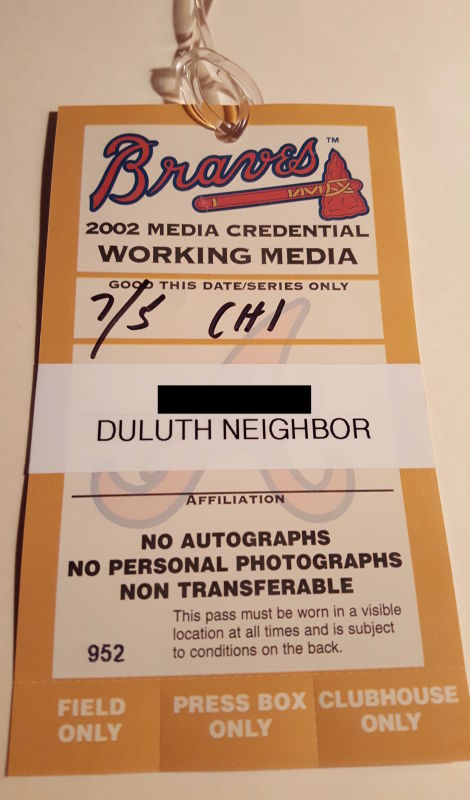 Braves™
2002 MEDIA CREDENTIAL
WORKING MEDIA
GOOD THIS DATE/SERIES ONLY
7/5 CHI
DULUTH NEIGHBOR
AFFILIATION
NO AUTOGRAPHS
NO PERSONAL PHOTOGRAPHS
NON TRANSFERABLE
This pass must be worn in a visible
location at all times and is subject
to conditions on the back.
952
FIELD
ONLY
PRESS BOX
ONLY
CLUBHOUSE
ONLY